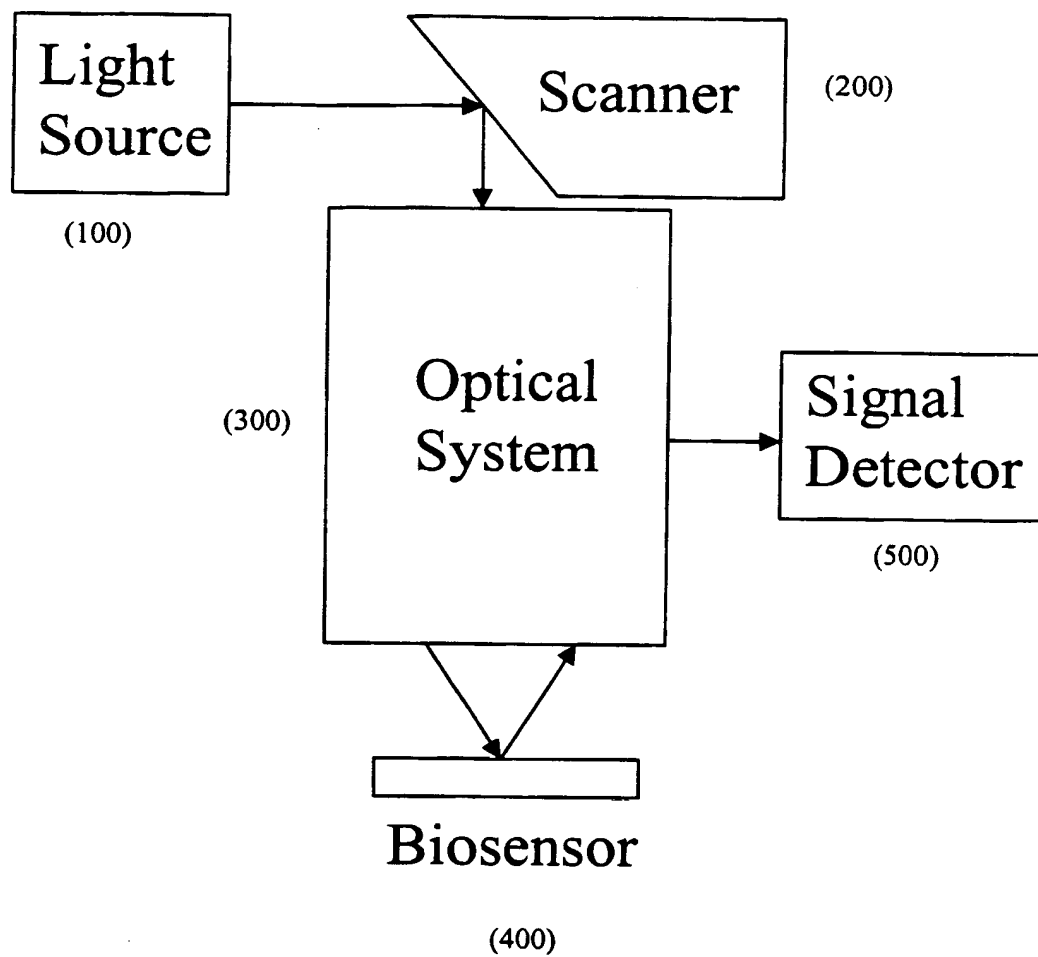 Light
Source
(100)
Scanner
(200)
Optical
System
(300)
Signal
Detector
(500)
Biosensor
(400)